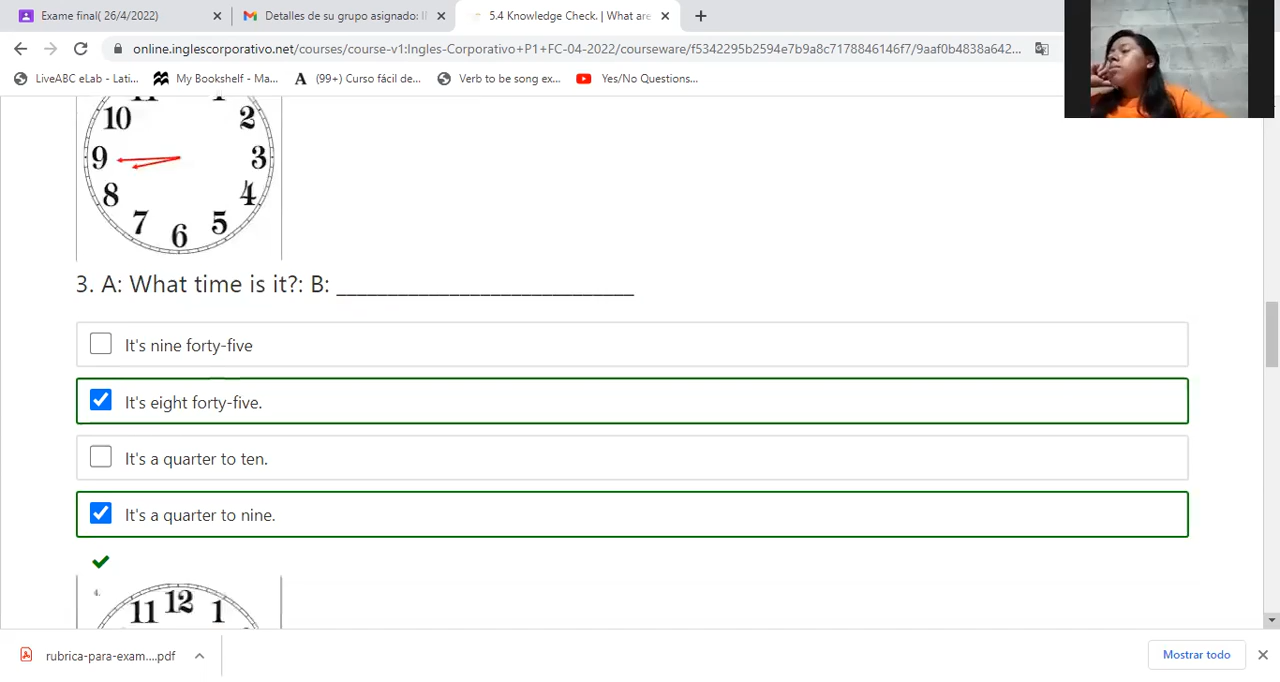 Exame final( 26/4/2022)
Detalles de su grupo asignado: I
5.4 Knowledge Check. | What are
online.inglescorporativo.net/courses/course-v1:Ingles-Corporativo+P1+FC-04-2022/courseware/f5342295b2594e7b9a8c7178846146f7/9aaf0b4838a642...
LiveABC eLab - Lati...
My Bookshelf - Ma...
(99+) Curso fácil de...
Verb to be song ex...
Yes/No Questions...
11 1
10 2
9 3
8 4
7 6 5
3. A: What time is it?: B: ____________________________
It's nine forty-five
It's eight forty-five.
It's a quarter to ten.
It's a quarter to nine.
4.
11 12 1
rubrica-para-exam....pdf
Mostrar todo